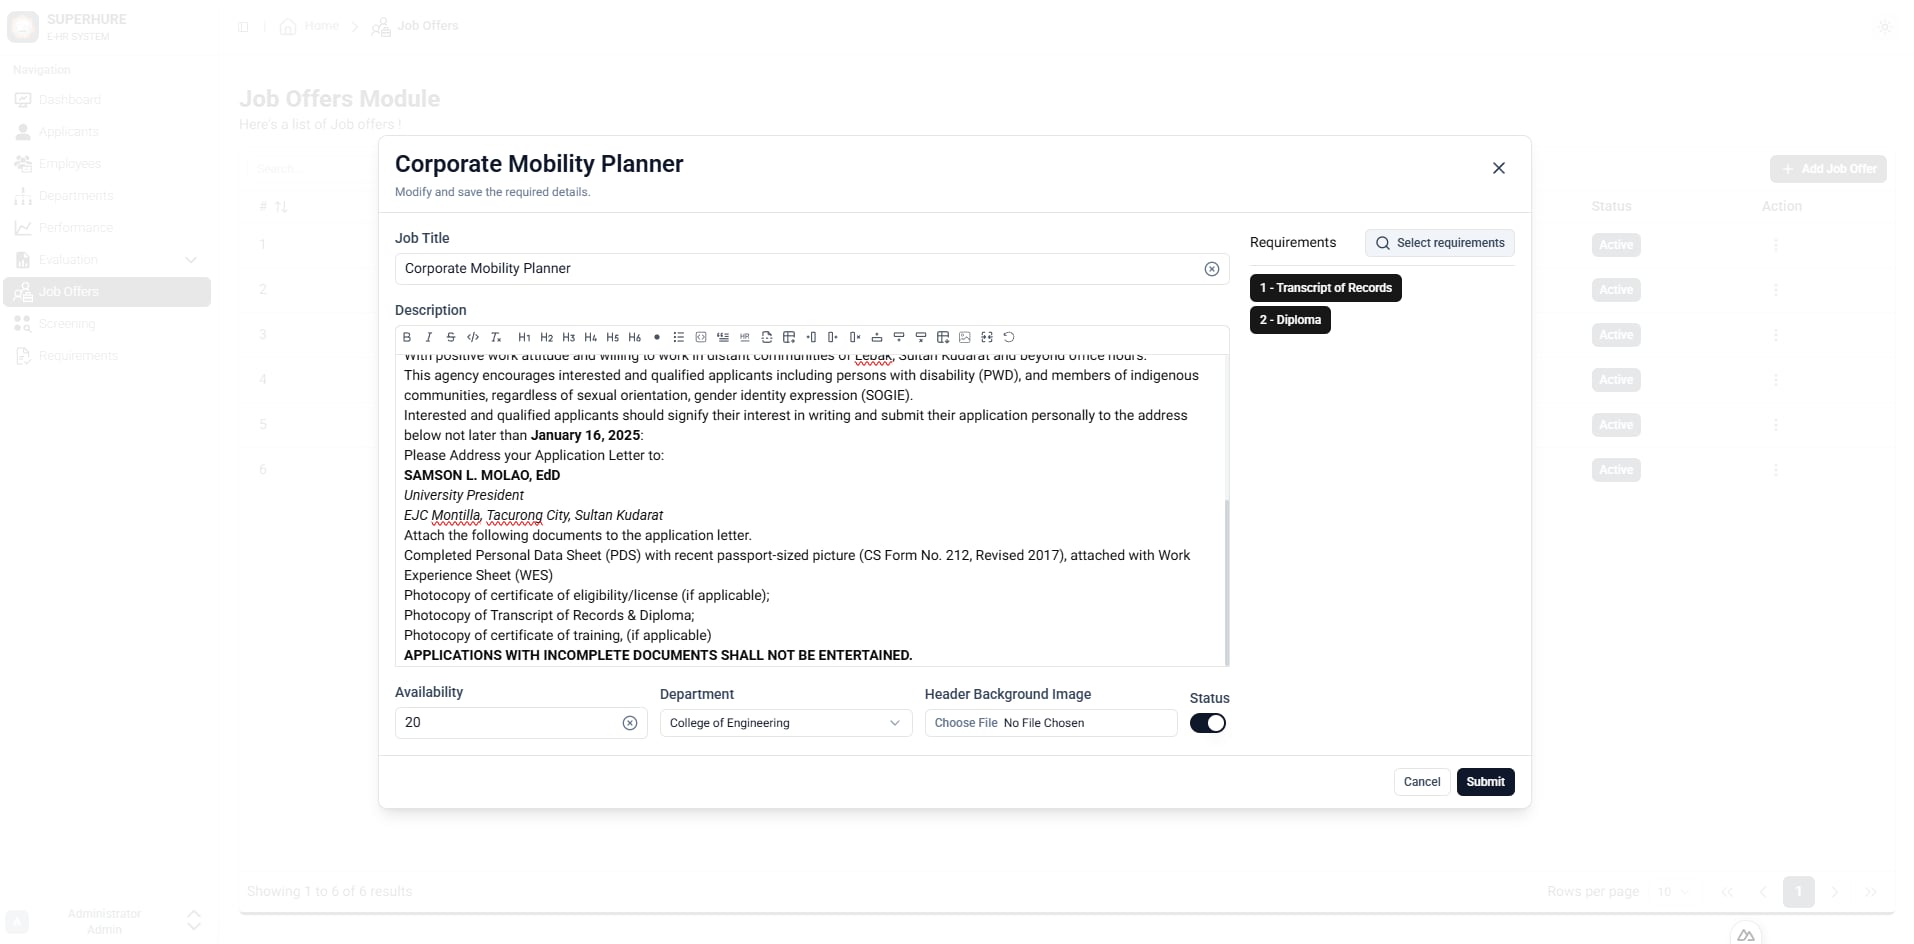 SUPERHURE
E-HR SYSTEM
Home
Job Offers
Navigation
Dashboard
Applicants
Employees
Departments
Performance
Evaluation
Job Offers
Screening
Requirements
Job Offers Module
Here's a list of Job offers !
Search...
Add Job Offer
#
Status
Action
1
Active
2
Active
3
Active
4
Active
5
Active
6
Active
Corporate Mobility Planner
Modify and save the required details.
Job Title
Corporate Mobility Planner
Description
B I S </> Tx H1 H2 H3 H4 H5 H6 HR
With positive work attitude and willing to work in distant communities of Lebak, Sultan Kudarat and beyond office hours.
This agency encourages interested and qualified applicants including persons with disability (PWD), and members of indigenous
communities, regardless of sexual orientation, gender identity expression (SOGIE).
Interested and qualified applicants should signify their interest in writing and submit their application personally to the address
below not later than January 16, 2025:
Please Address your Application Letter to:
SAMSON L. MOLAO, EdD
University President
EJC Montilla, Tacurong City, Sultan Kudarat
Attach the following documents to the application letter.
Completed Personal Data Sheet (PDS) with recent passport-sized picture (CS Form No. 212, Revised 2017), attached with Work
Experience Sheet (WES)
Photocopy of certificate of eligibility/license (if applicable);
Photocopy of Transcript of Records & Diploma;
Photocopy of certificate of training, (if applicable)
APPLICATIONS WITH INCOMPLETE DOCUMENTS SHALL NOT BE ENTERTAINED.
Requirements
Select requirements
1 - Transcript of Records
2 - Diploma
Availability
20
Department
College of Engineering
Header Background Image
Choose File No File Chosen
Status
Cancel
Submit
Showing 1 to 6 of 6 results
Rows per page
10
1
A
Administrator
Admin